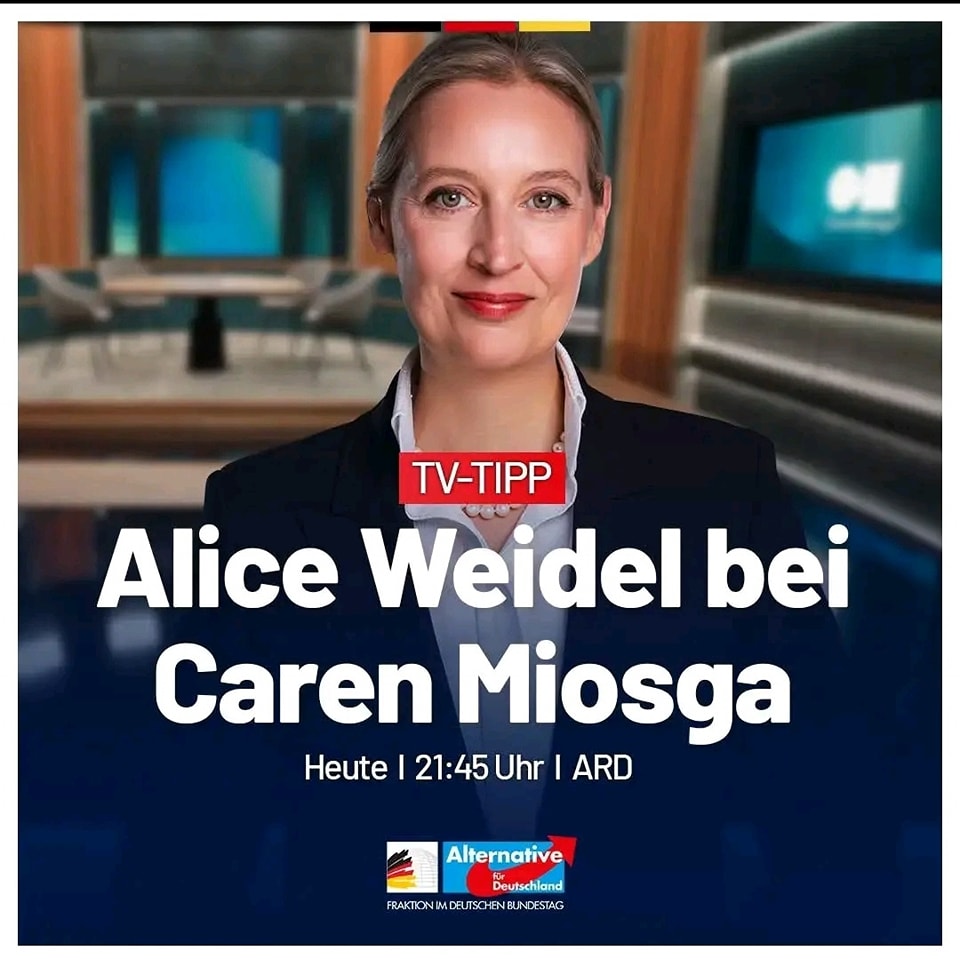 TV-TIPP
Alice Weidel bei
Caren Miosga
Heute | 21:45 Uhr | ARD
Alternative
für
Deutschland
FRAKTION IM DEUTSCHEN BUNDESTAG